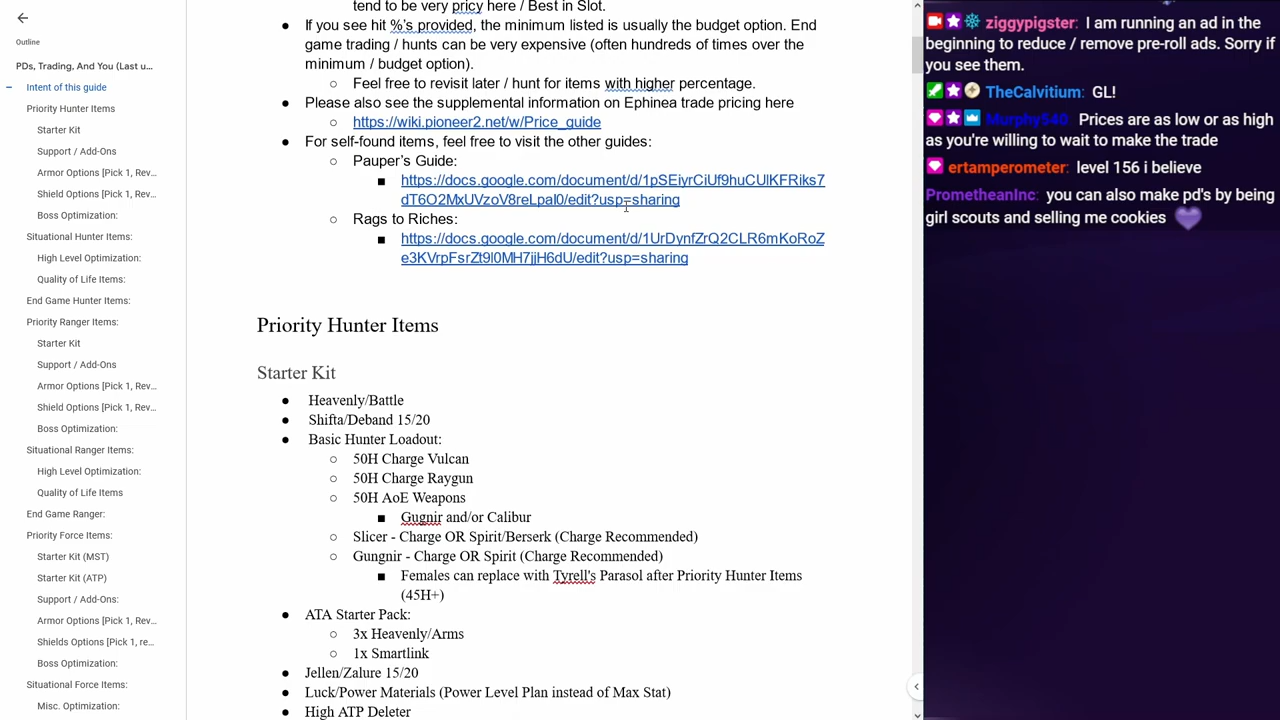 Outline
PDs, Trading, And You (Last u...
Intent of this guide
Priority Hunter Items
Starter Kit
Support / Add-Ons
Armor Options [Pick 1, Rev...
Shield Options [Pick 1, Rev...
Boss Optimization:
Situational Hunter Items:
High Level Optimization:
Quality of Life Items:
End Game Hunter Items:
Priority Ranger Items:
Starter Kit
Support / Add-Ons
Armor Options [Pick 1, Rev...
Shield Options [Pick 1, Rev...
Boss Optimization:
Situational Ranger Items:
High Level Optimization:
Quality of Life Items
End Game Ranger:
Priority Force Items:
Starter Kit (MST)
Starter Kit (ATP)
Support / Add-Ons:
Armor Options [Pick 1, Rev...
Shields Options [Pick 1, re...
Boss Optimization:
Situational Force Items:
Misc. Optimization:
tend to be very pricy here / Best in Slot.
If you see hit %'s provided, the minimum listed is usually the budget option. End
game trading / hunts can be very expensive (often hundreds of times over the
minimum / budget option).
Feel free to revisit later / hunt for items with higher percentage.
Please also see the supplemental information on Ephinea trade pricing here
https://wiki.pioneer2.net/w/Price_guide
For self-found items, feel free to visit the other guides:
Pauper's Guide:
https://docs.google.com/document/d/1pSEiyrCiUf9huCUlKFRiks7
dT6O2MxUVzoV8reLpaI0/edit?usp=sharing
Rags to Riches:
https://docs.google.com/document/d/1UrDynfZrQ2CLR6mKoRoZ
e3KVrpFsrZt9l0MH7jjH6dU/edit?usp=sharing
Priority Hunter Items
Starter Kit
Heavenly/Battle
Shifta/Deband 15/20
Basic Hunter Loadout:
50H Charge Vulcan
50H Charge Raygun
50H AoE Weapons
Gugnir and/or Calibur
Slicer - Charge OR Spirit/Berserk (Charge Recommended)
Gungnir - Charge OR Spirit (Charge Recommended)
Females can replace with Tyrell's Parasol after Priority Hunter Items
(45H+)
ATA Starter Pack:
3x Heavenly/Arms
1x Smartlink
Jellen/Zalure 15/20
Luck/Power Materials (Power Level Plan instead of Max Stat)
High ATP Deleter
ziggypigster: I am running an ad in the
beginning to reduce / remove pre-roll ads. Sorry if
you see them.
TheCalvitium: GL!
Murphy540: Prices are as low or as high
as you're willing to make the trade
ertamperometer: level 156 i believe
PrometheanInc: you can also make pd's by being
girl scouts and selling me cookies